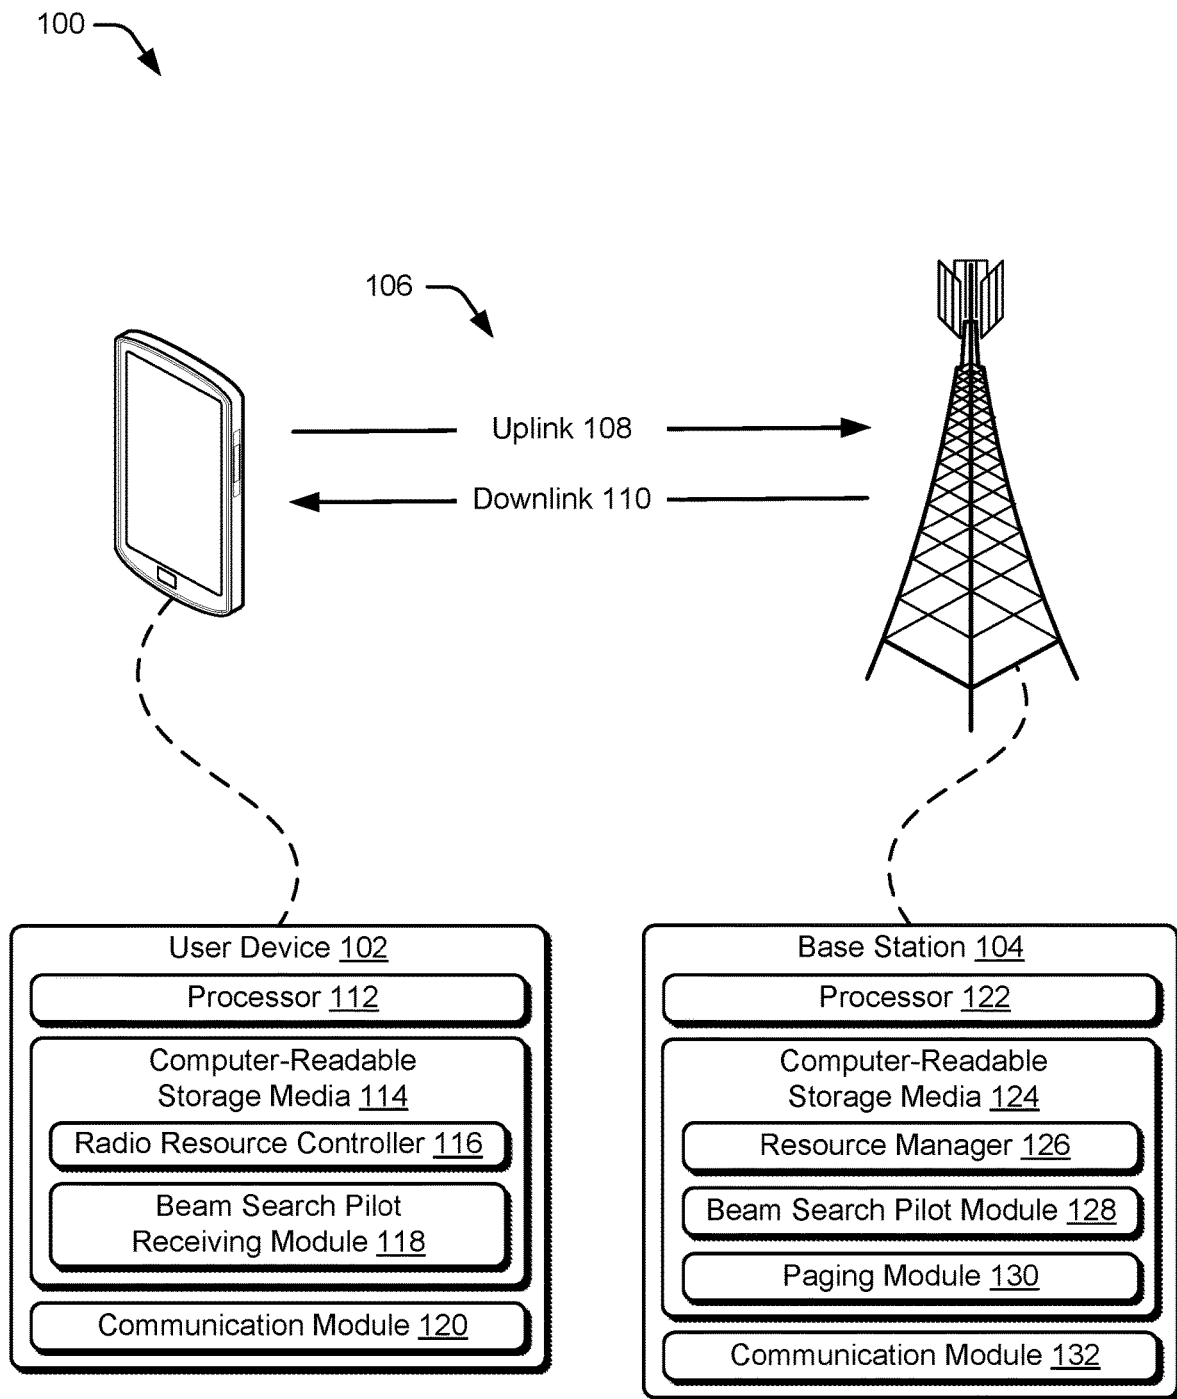 100
106
Uplink 108
Downlink 110
User Device 102
Processor 112
Computer-Readable
Storage Media 114
Radio Resource Controller 116
Beam Search Pilot
Receiving Module 118
Communication Module 120
Base Station 104
Processor 122
Computer-Readable
Storage Media 124
Resource Manager 126
Beam Search Pilot Module 128
Paging Module 130
Communication Module 132